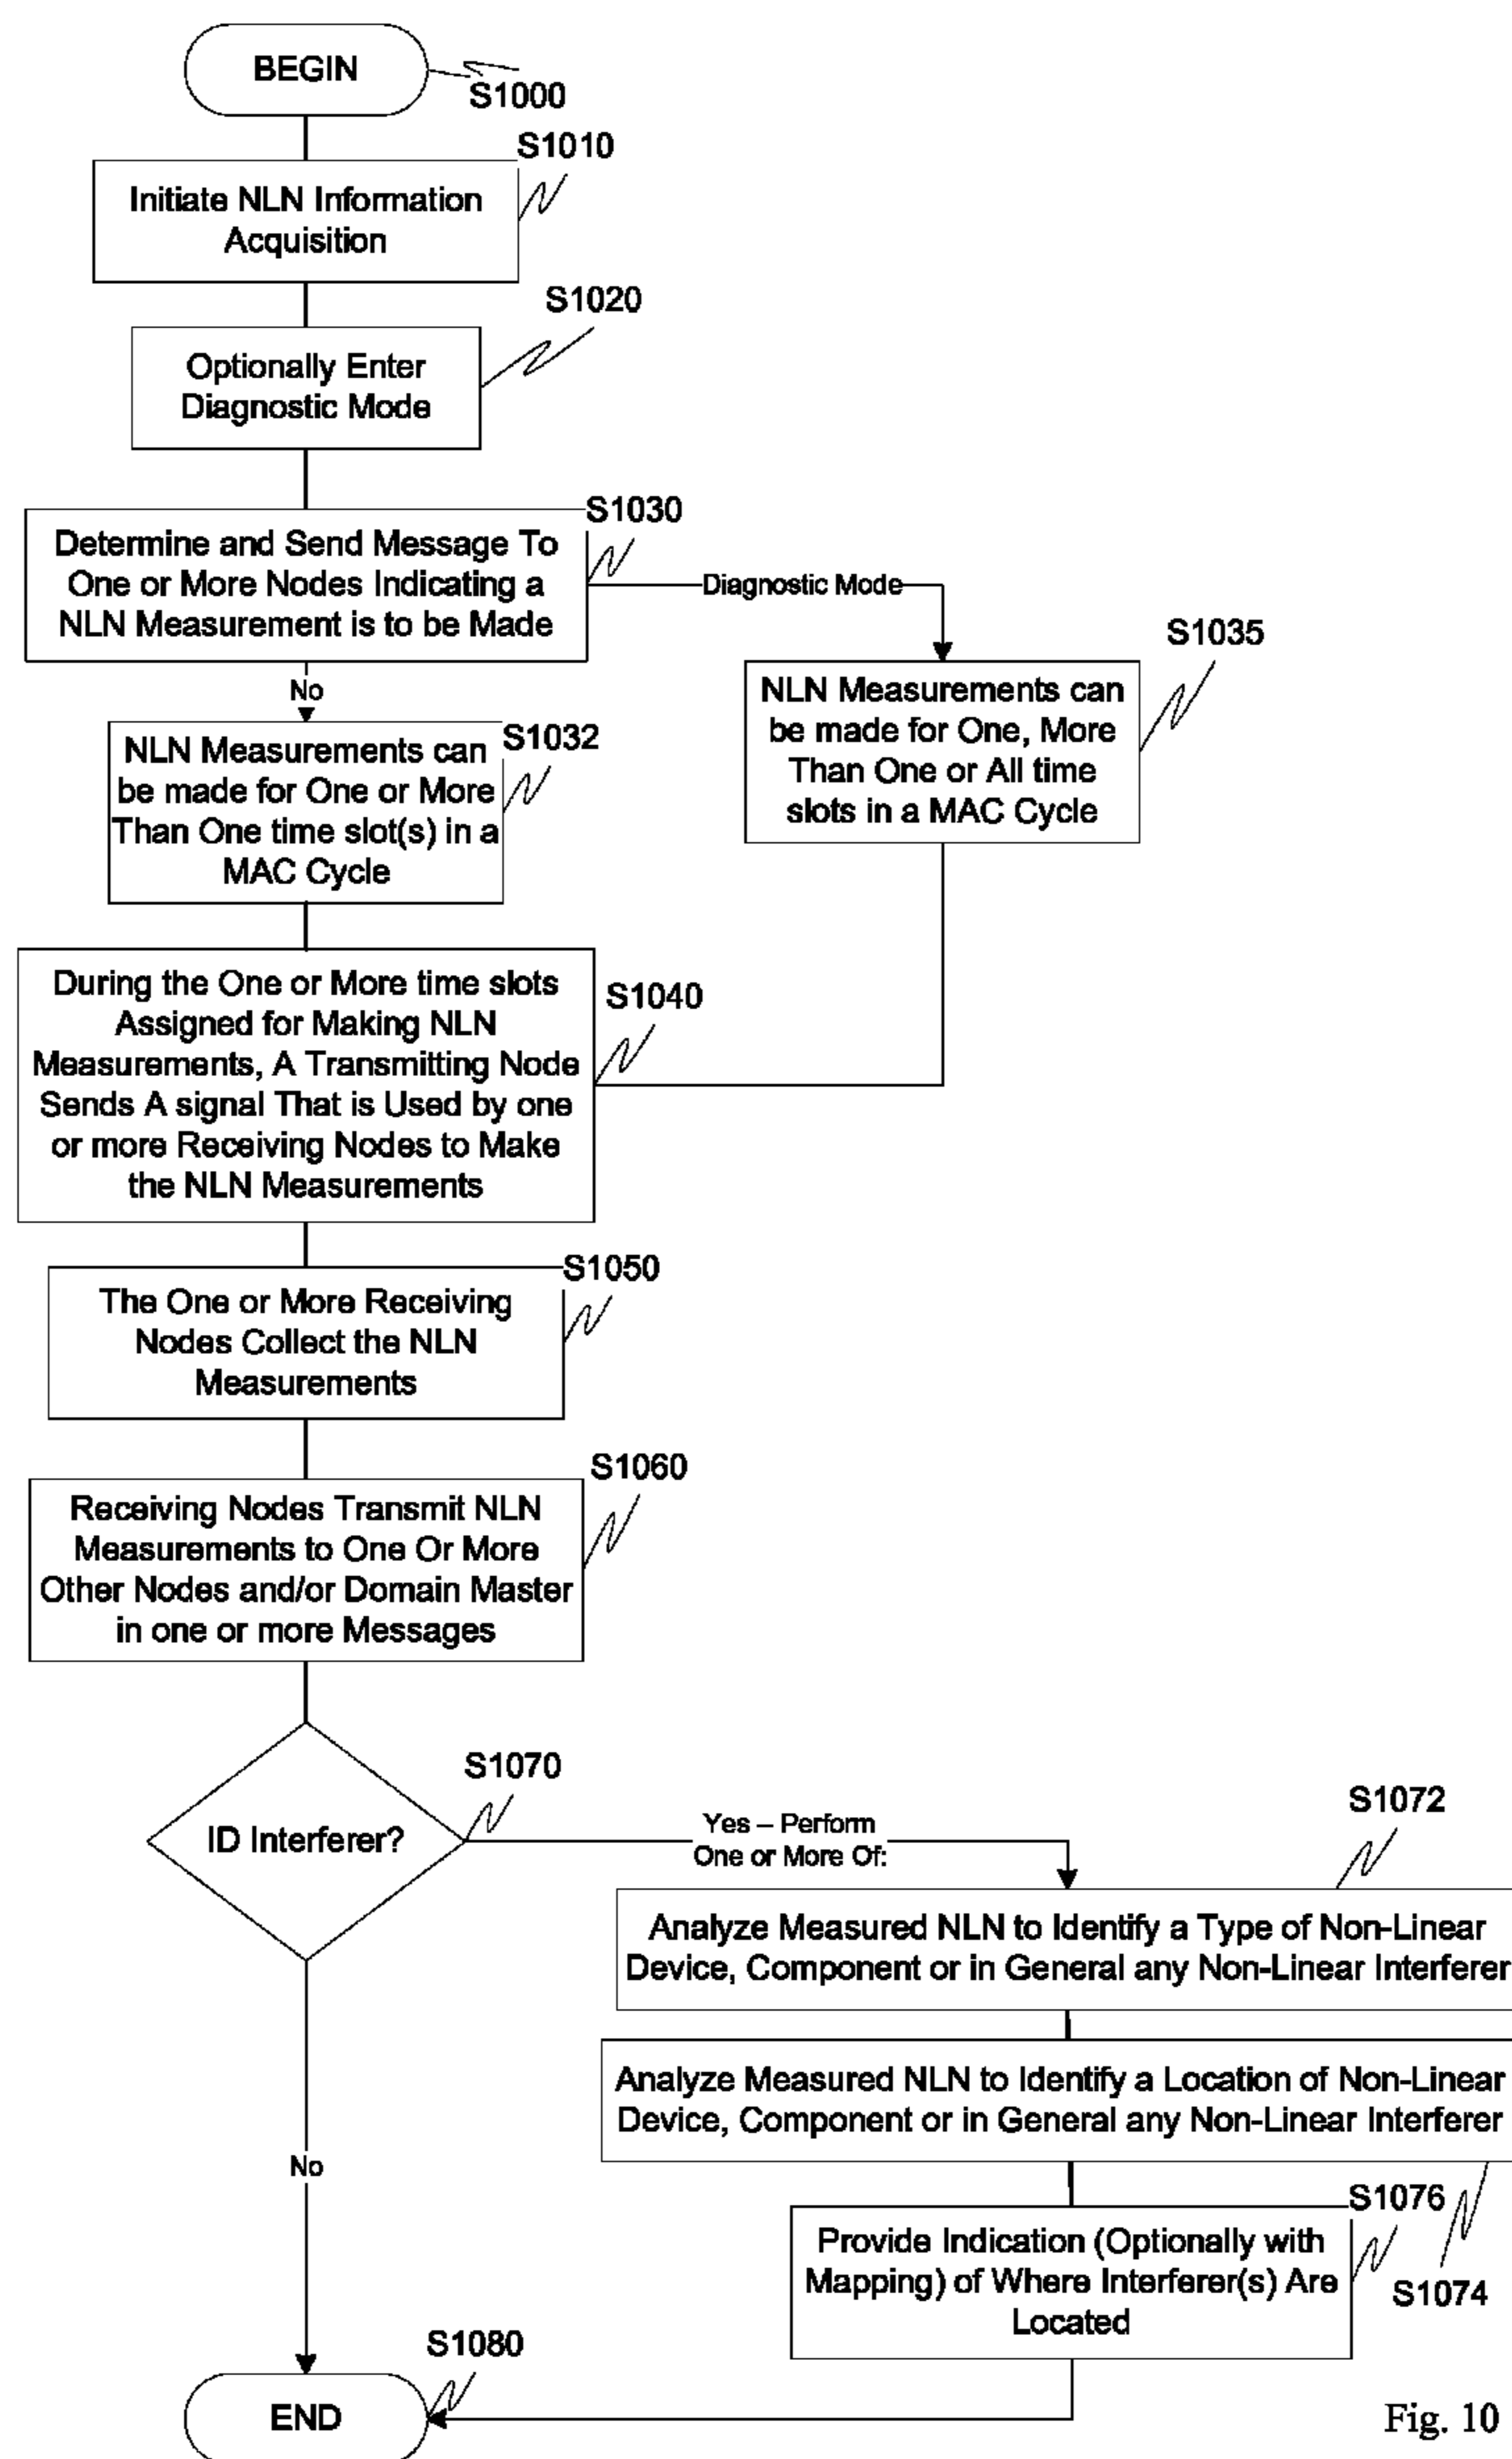 BEGIN
S1000
S1010
Initiate NLN Information
Acquisition
S1020
Optionally Enter
Diagnostic Mode
S1030
Determine and Send Message To
One or More Nodes Indicating a
NLN Measurement is to be Made
Diagnostic Mode
No
S1035
NLN Measurements can
be made for One, More
Than One or All time
slots in a MAC Cycle
S1032
NLN Measurements can
be made for One or More
Than One time slot(s) in a
MAC Cycle
S1040
During the One or More time slots
Assigned for Making NLN
Measurements, A Transmitting Node
Sends A signal That is Used by one
or more Receiving Nodes to Make
the NLN Measurements
S1050
The One or More Receiving
Nodes Collect the NLN
Measurements
S1060
Receiving Nodes Transmit NLN
Measurements to One Or More
Other Nodes and/or Domain Master
in one or more Messages
S1070
ID Interferer?
Yes – Perform
One or More Of:
S1072
Analyze Measured NLN to Identify a Type of Non-Linear
Device, Component or in General any Non-Linear Interferer
Analyze Measured NLN to Identify a Location of Non-Linear
Device, Component or in General any Non-Linear Interferer
No
S1076
Provide Indication (Optionally with
Mapping) of Where Interferer(s) Are
Located
S1074
S1080
END
Fig. 10